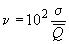 ν = 10² σ / Q̿